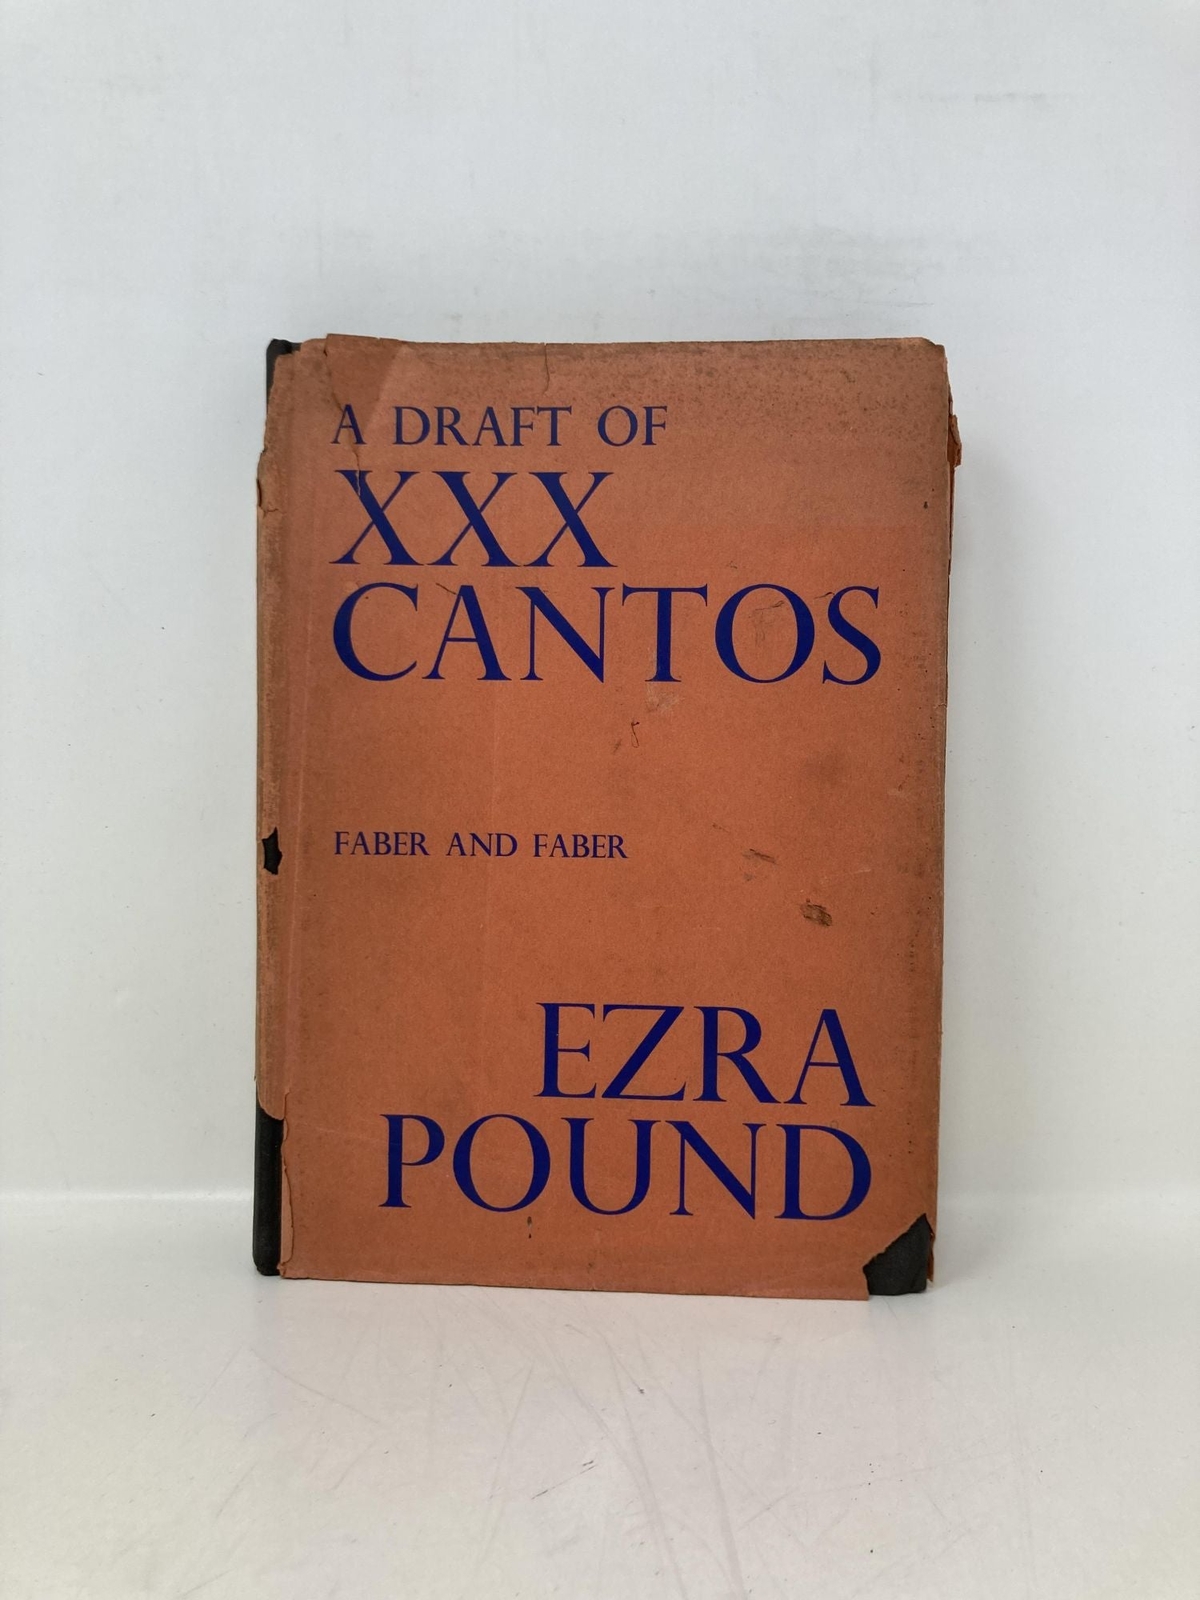 A DRAFT OF
XXX
CANTOS
FABER AND FABER
EZRA
POUND